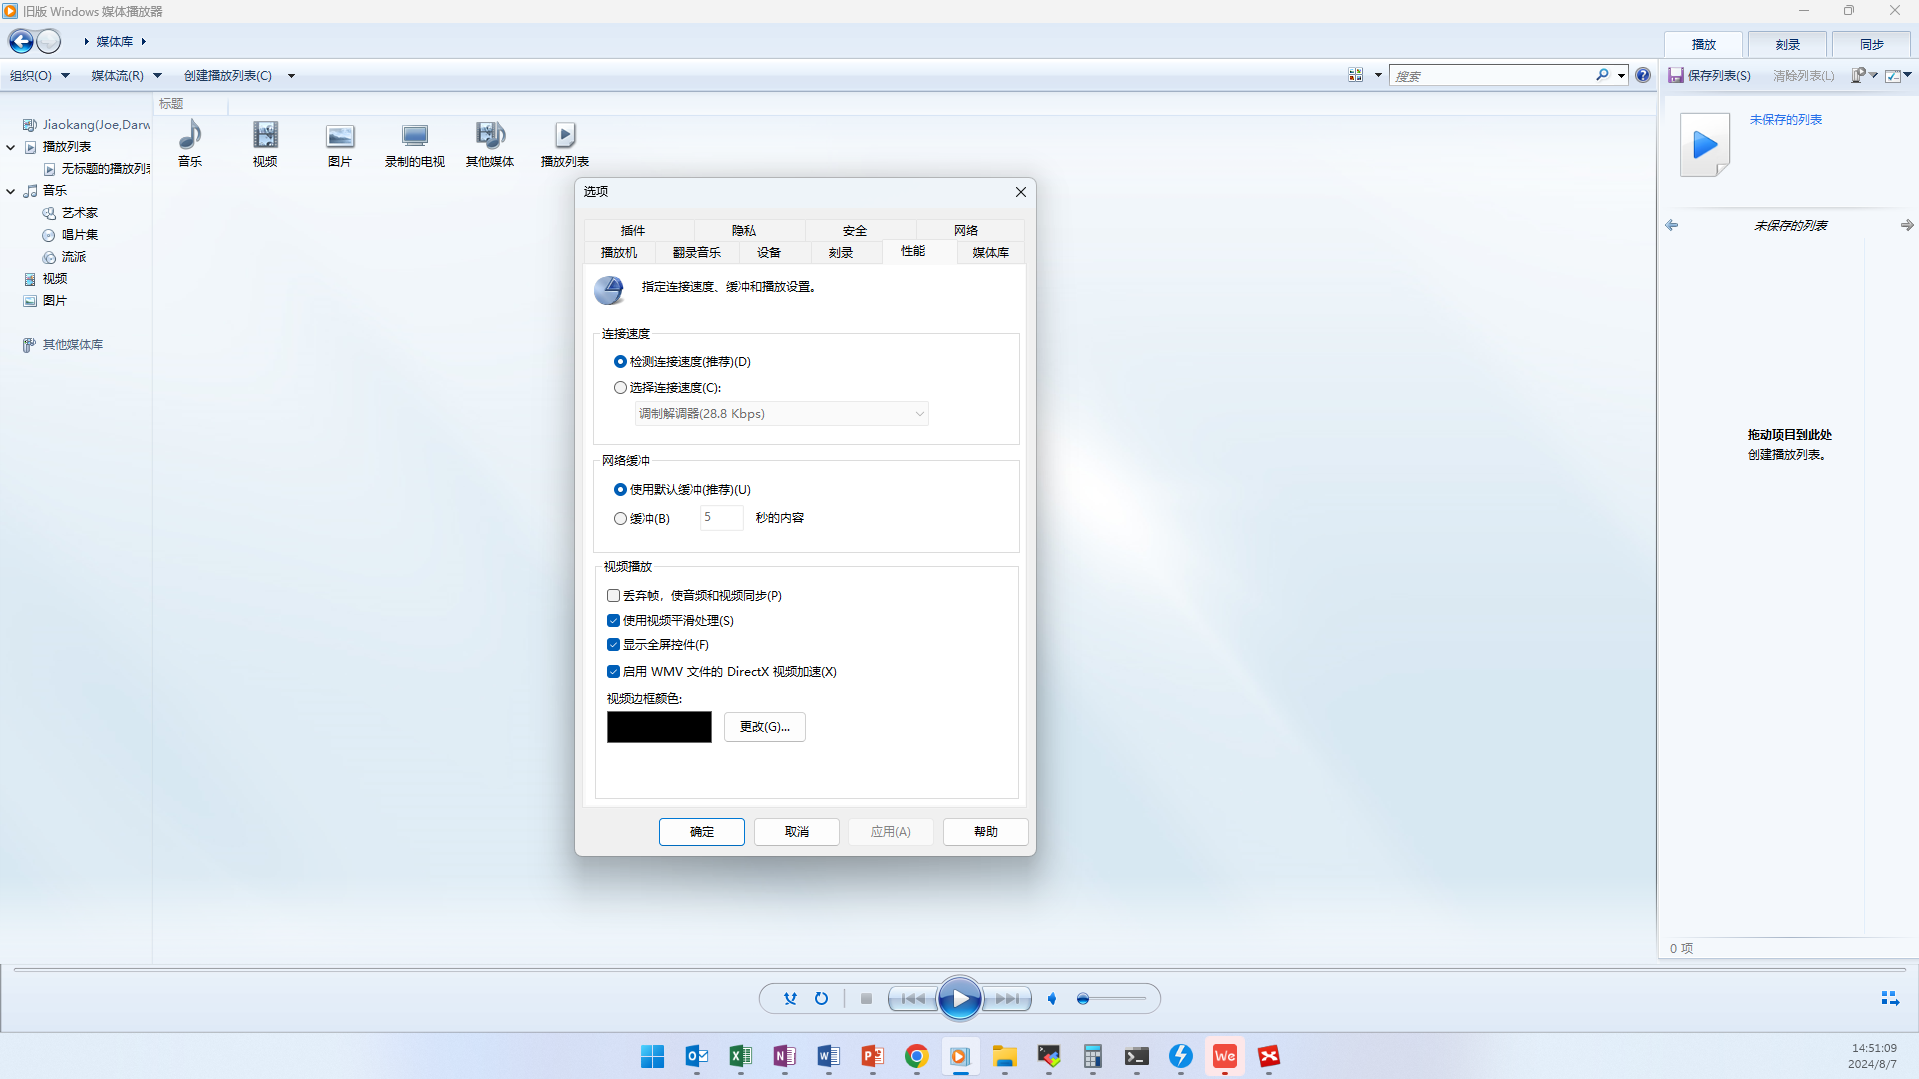 旧版 Windows 媒体播放器
媒体库
播放
刻录
同步
组织(O)
媒体流(R)
创建播放列表(C)
搜索
保存列表(S)
清除列表(L)
标题
Jiaokang(Joe,Darw
播放列表
无标题的播放列表
音乐
艺术家
唱片集
流派
视频
图片
其他媒体库
音乐
视频
图片
录制的电视
其他媒体
播放列表
未保存的列表
未保存的列表
拖动项目到此处
创建播放列表。
0 项
选项
插件
隐私
安全
网络
播放机
翻录音乐
设备
刻录
性能
媒体库
指定连接速度、缓冲和播放设置。
连接速度
检测连接速度(推荐)(D)
选择连接速度(C):
调制解调器(28.8 Kbps)
网络缓冲
使用默认缓冲(推荐)(U)
缓冲(B)
5
秒的内容
视频播放
丢弃帧，使音频和视频同步(P)
使用视频平滑处理(S)
显示全屏控件(F)
启用 WMV 文件的 DirectX 视频加速(X)
视频边框颜色:
更改(G)...
确定
取消
应用(A)
帮助
We
14:51:09
2024/8/7